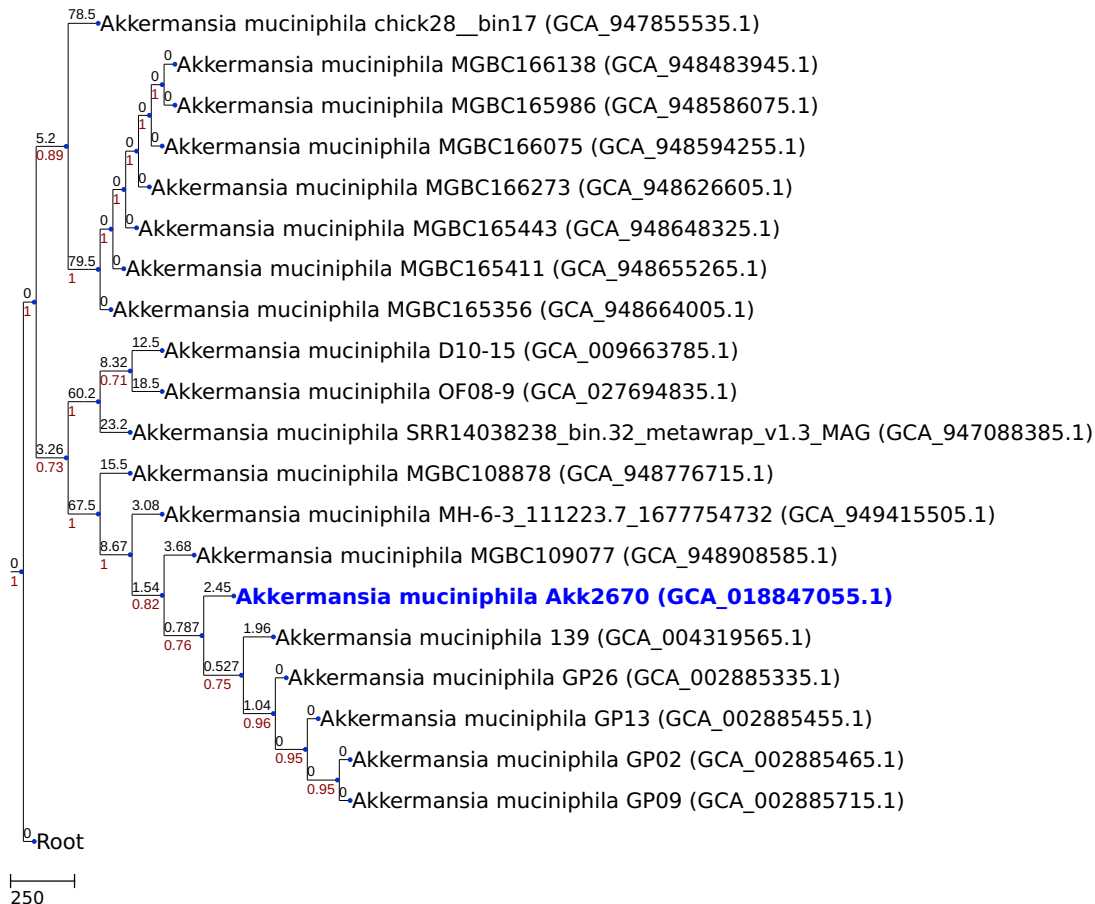 78.5 Akkermansia muciniphila chick28__bin17 (GCA_947855535.1)
0 Akkermansia muciniphila MGBC166138 (GCA_948483945.1)
0
1
0 Akkermansia muciniphila MGBC165986 (GCA_948586075.1)
0
1
0 Akkermansia muciniphila MGBC166075 (GCA_948594255.1)
5.2
0.89
0
1
0 Akkermansia muciniphila MGBC166273 (GCA_948626605.1)
0
1
0 Akkermansia muciniphila MGBC165443 (GCA_948648325.1)
0
1
0 Akkermansia muciniphila MGBC165411 (GCA_948655265.1)
79.5
1
0
1
0 Akkermansia muciniphila MGBC165356 (GCA_948664005.1)
12.5 Akkermansia muciniphila D10-15 (GCA_009663785.1)
8.32
0.71
18.5 Akkermansia muciniphila OF08-9 (GCA_027694835.1)
60.2
1
23.2 Akkermansia muciniphila SRR14038238_bin.32_metawrap_v1.3_MAG (GCA_947088385.1)
3.26
0.73
15.5 Akkermansia muciniphila MGBC108878 (GCA_948776715.1)
67.5
1
3.08 Akkermansia muciniphila MH-6-3_111223.7_1677754732 (GCA_949415505.1)
8.67
1
3.68 Akkermansia muciniphila MGBC109077 (GCA_948908585.1)
0
1
1.54
0.82
2.45 Akkermansia muciniphila Akk2670 (GCA_018847055.1)
0.787
0.76
1.96 Akkermansia muciniphila 139 (GCA_004319565.1)
0.527
0.75
0 Akkermansia muciniphila GP26 (GCA_002885335.1)
1.04
0.96
0 Akkermansia muciniphila GP13 (GCA_002885455.1)
0
0.95
0 Akkermansia muciniphila GP02 (GCA_002885465.1)
0
0.95
0 Akkermansia muciniphila GP09 (GCA_002885715.1)
0 Root
250